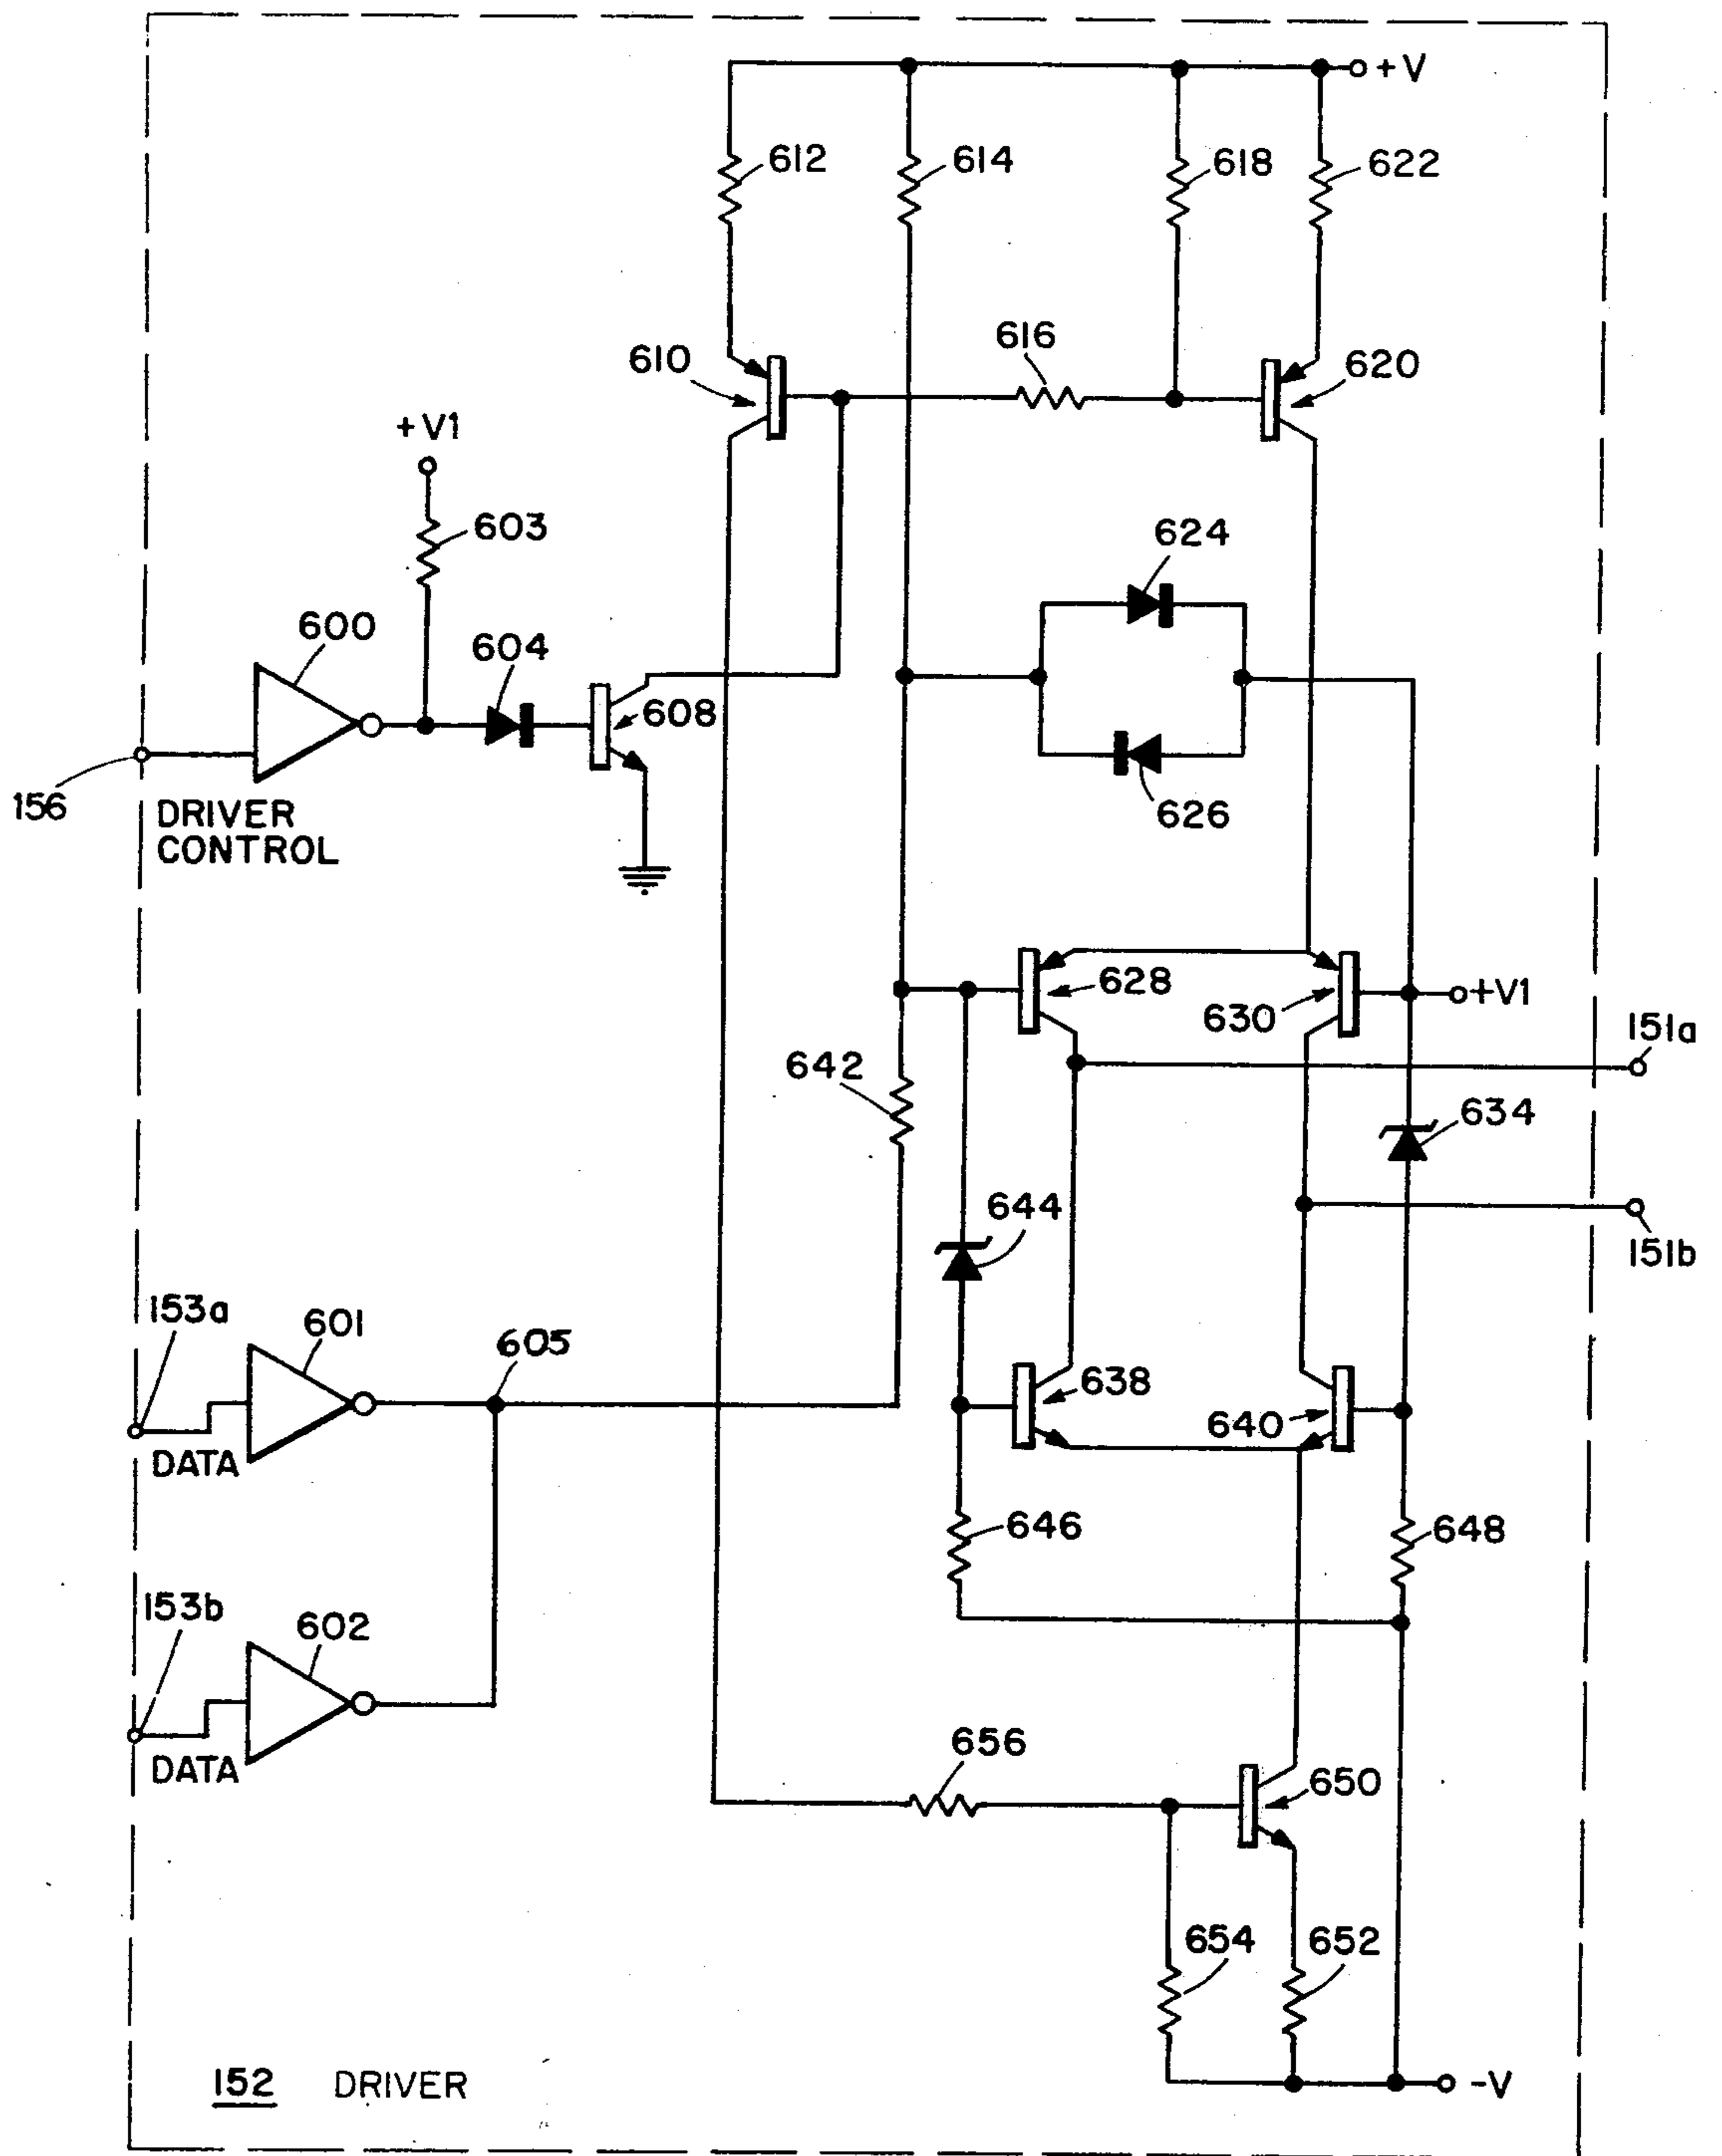 +V
612
614
618
622
616
610
620
+V1
603
624
600
604
608
626
156
DRIVER
CONTROL
628
630
+V1
151a
642
634
644
151b
153a
601
605
638
DATA
640
646
648
153b
602
DATA
656
650
654
652
152 DRIVER
-V